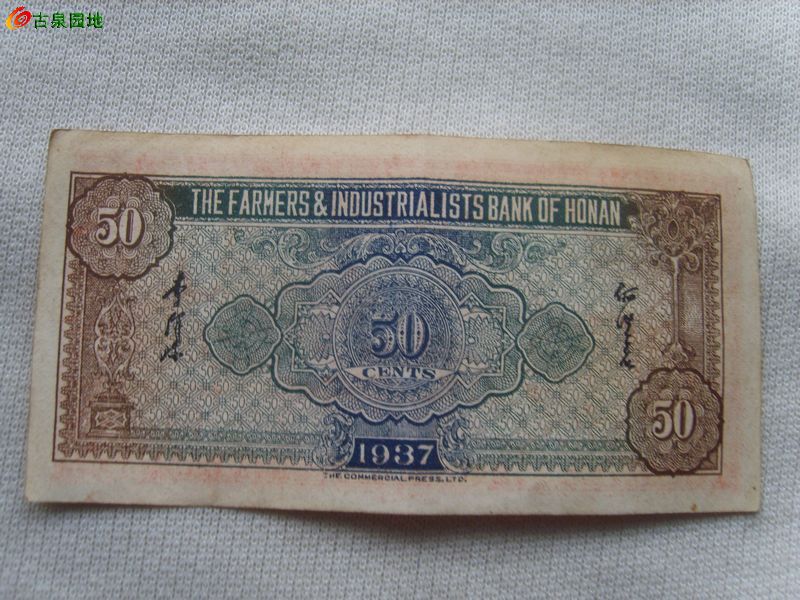 古泉园地
50
THE FARMERS & INDUSTRIALISTS BANK OF HONAN
50
CENTS
50
1937
THE COMMERCIAL PRESS, LTD.